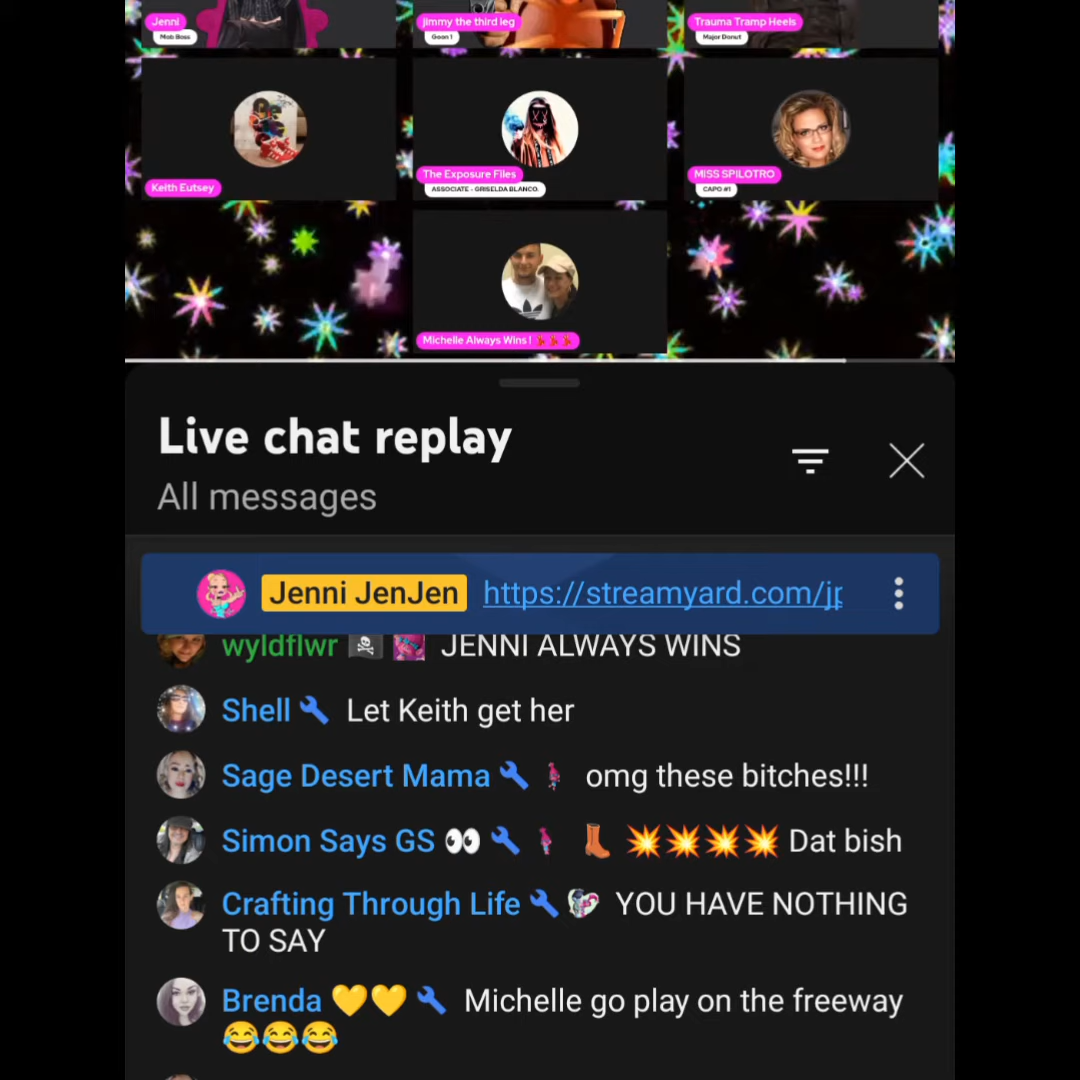 Jenni
Mob Boss
jimmy the third leg
Goon 1
Trauma Tramp Heels
Major Donut
Keith Eutsey
The Exposure Files
ASSOCIATE - GRISELDA BLANCO.
MISS SPILOTRO
CAPO #1
Michelle Always Wins! 💃💃💃
Live chat replay
All messages
Jenni JenJen https://streamyard.com/jp
wyldflwr 🏴‍☠️ JENNI ALWAYS WINS
Shell 🔧 Let Keith get her
Sage Desert Mama 🔧 omg these bitches!!!
Simon Says GS 👀 🔧 👢 💥💥💥💥 Dat bish
Crafting Through Life 🔧 YOU HAVE NOTHING
TO SAY
Brenda 💛💛 🔧 Michelle go play on the freeway
😂😂😂